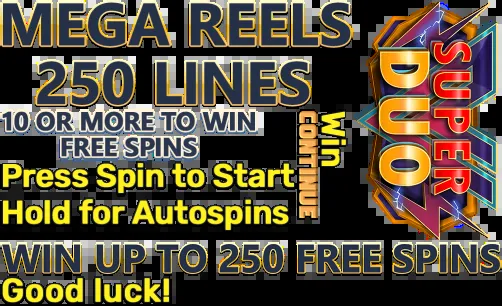 MEGA REELS
250 LINES
10 OR MORE TO WIN
FREE SPINS
Press Spin to Start
Hold for Autospins
Win
CONTINUE
SUPER
DUO
WIN UP TO 250 FREE SPINS
Good luck!